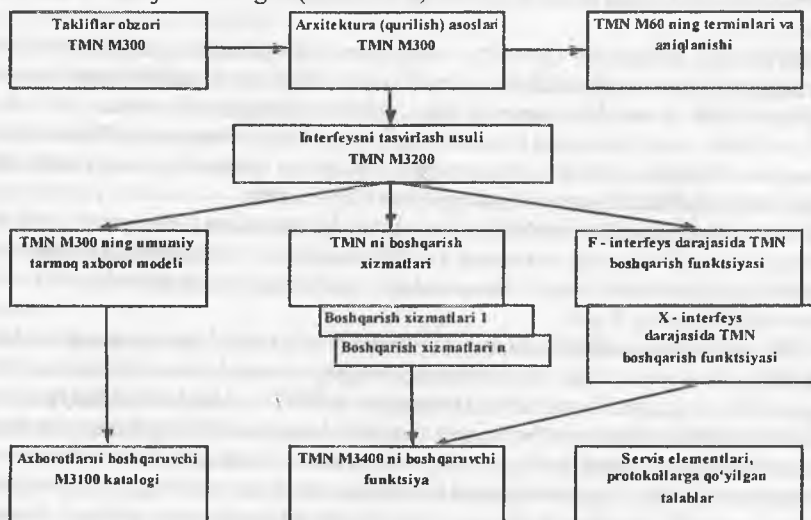 Takliflar obzori
TMN M300
Arxitektura (qurilish) asoslari
TMN M300
TMN M60 ning terminlari va
aniqlanishi
Interfeysni tasvirlash usuli
TMN M3200
TMN M300 ning umumiy
tarmoq axborot modeli
TMN ni boshqarish
xizmatlari
Boshqarish xizmatlari 1
Boshqarish xizmatlari n
F - interfeys darajasida TMN
boshqarish funktsiyasi
X - interfeys
darajasida TMN
boshqarish funktsiyasi
Axborotlarni boshqaruvchi
M3100 katalogi
TMN M3400 ni boshqaruvchi
funktsiya
Servis elementlari,
protokollarga qo‘yilgan
talablar